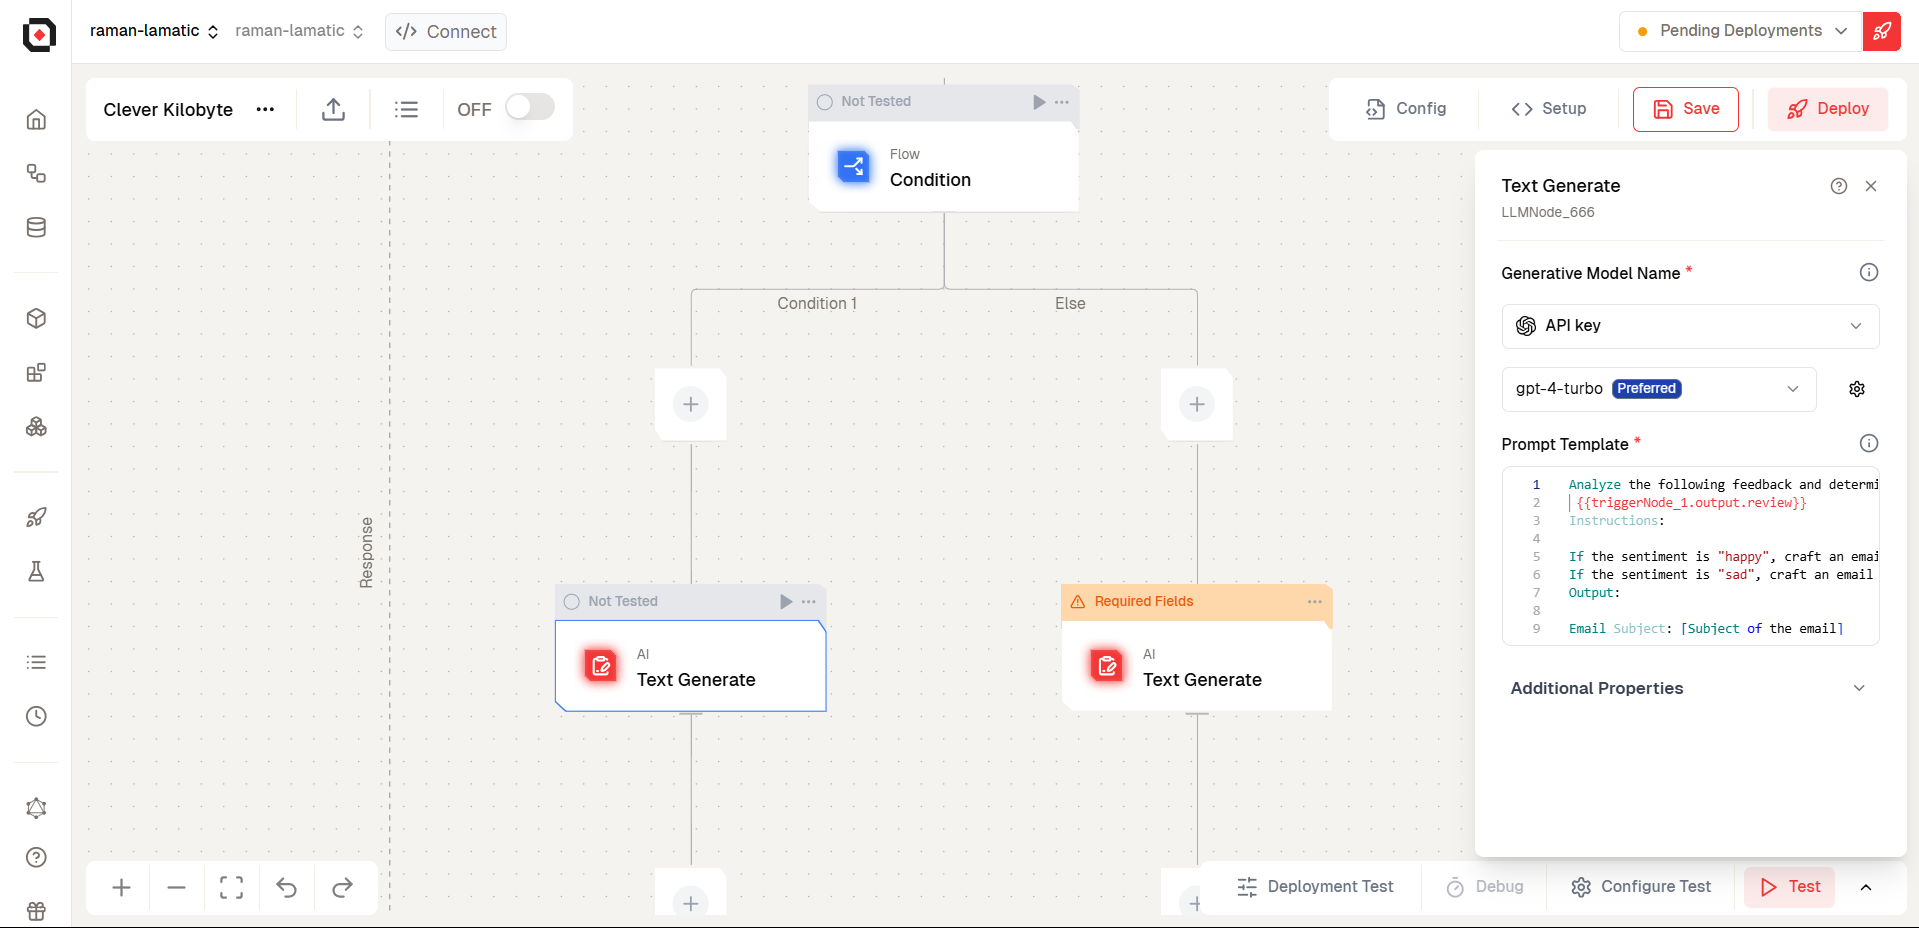 raman-lamatic
raman-lamatic
Connect
Pending Deployments
Clever Kilobyte
OFF
Config
Setup
Save
Deploy
Not Tested
Flow
Condition
Condition 1
Else
Response
Not Tested
AI
Text Generate
Required Fields
AI
Text Generate
Text Generate
LLMNode_666
Generative Model Name *
API key
gpt-4-turbo Preferred
Prompt Template *
1 Analyze the following feedback and determi
2 {{triggerNode_1.output.review}}
3 Instructions:
4
5 If the sentiment is "happy", craft an emai
6 If the sentiment is "sad", craft an email
7 Output:
8
9 Email Subject: [Subject of the email]
Additional Properties
Deployment Test
Debug
Configure Test
Test